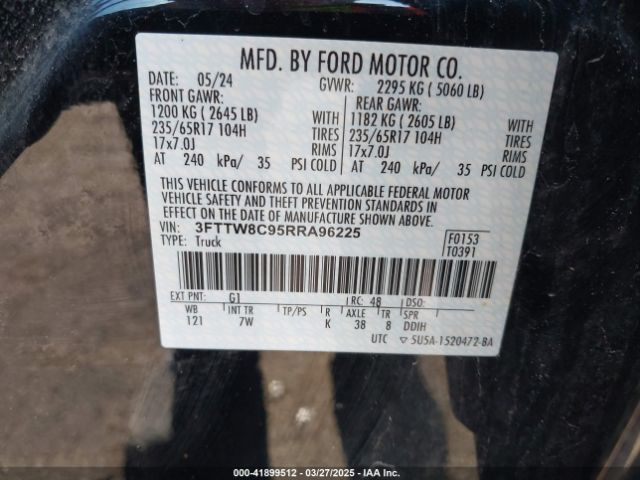 MFD. BY FORD MOTOR CO.
DATE: 05/24 GVWR: 2295 KG ( 5060 LB)
FRONT GAWR: REAR GAWR:
1200 KG ( 2645 LB) WITH 1182 KG ( 2605 LB) WITH
235/65R17 104H TIRES 235/65R17 104H TIRES
17x7.0J RIMS 17x7.0J RIMS
AT 240 kPa/ 35 PSI COLD AT 240 kPa/ 35 PSI COLD
THIS VEHICLE CONFORMS TO ALL APPLICABLE FEDERAL MOTOR
VEHICLE SAFETY AND THEFT PREVENTION STANDARDS IN
EFFECT ON THE DATE OF MANUFACTURE SHOWN ABOVE.
VIN: 3FTTW8C95RRA96225
TYPE: Truck
F0153
T0391
EXT PNT: G1 RC: 48 DSO:
WB INT TR TP/PS R AXLE TR SPR
121 7W K 38 8 DDIH
UTC ▽ 5U5A-1520472-BA
000-41899512 — 03/27/2025 — IAA Inc.